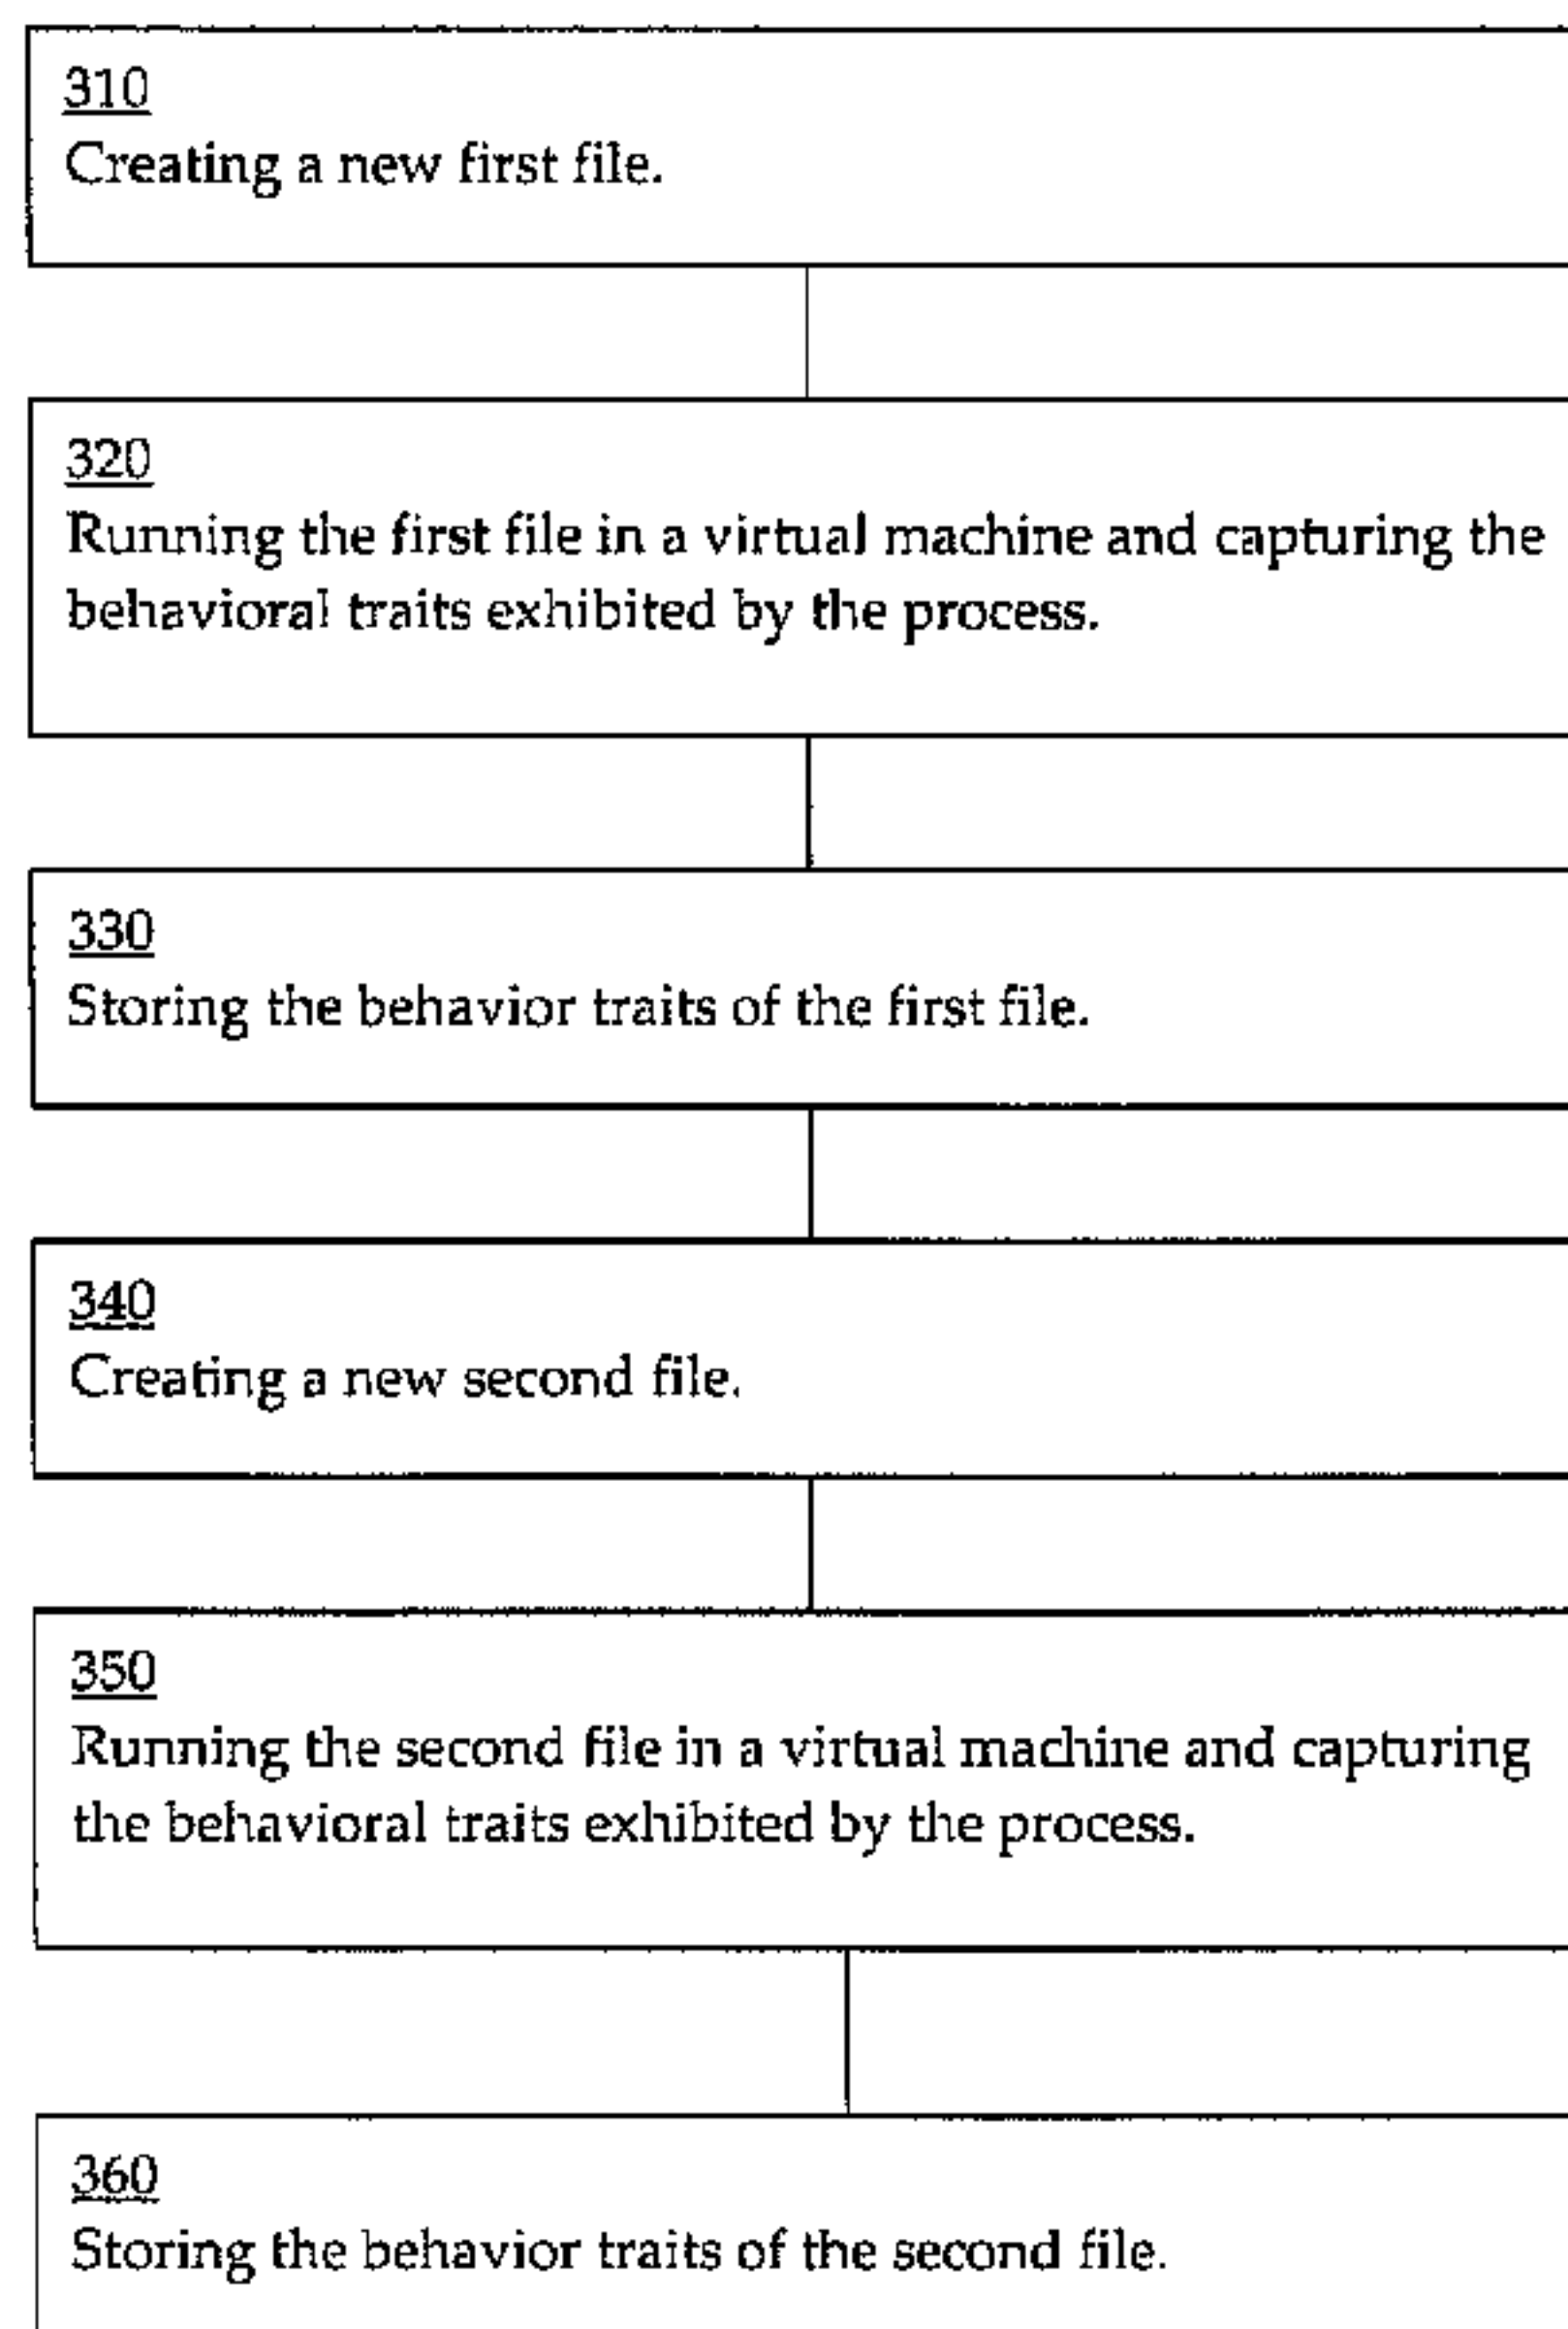 310
Creating a new first file.
320
Running the first file in a virtual machine and capturing the
behavioral traits exhibited by the process.
330
Storing the behavior traits of the first file.
340
Creating a new second file.
350
Running the second file in a virtual machine and capturing
the behavioral traits exhibited by the process.
360
Storing the behavior traits of the second file.